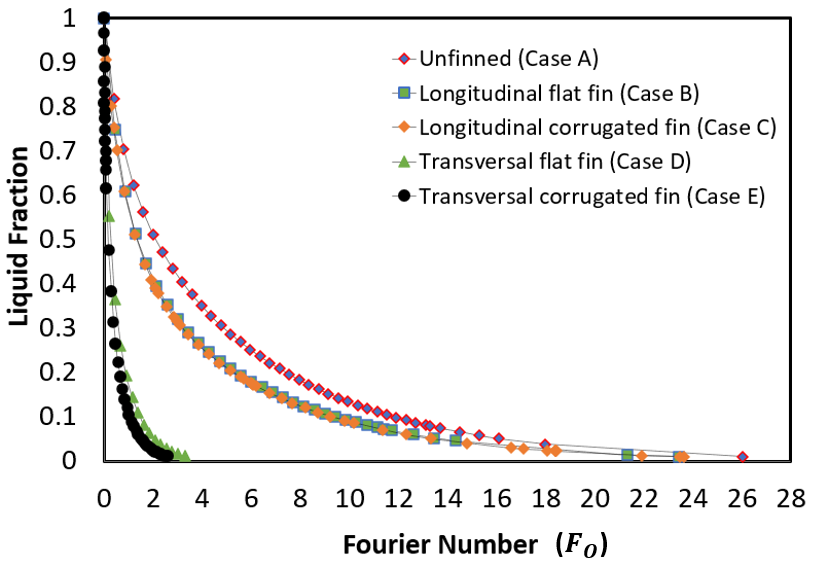 1
0.9
0.8
0.7
0.6
0.5
0.4
0.3
0.2
0.1
0
Liquid Fraction
Unfinned (Case A)
Longitudinal flat fin (Case B)
Longitudinal corrugated fin (Case C)
Transversal flat fin (Case D)
Transversal corrugated fin (Case E)
0 2 4 6 8 10 12 14 16 18 20 22 24 26 28
Fourier Number (F_O)